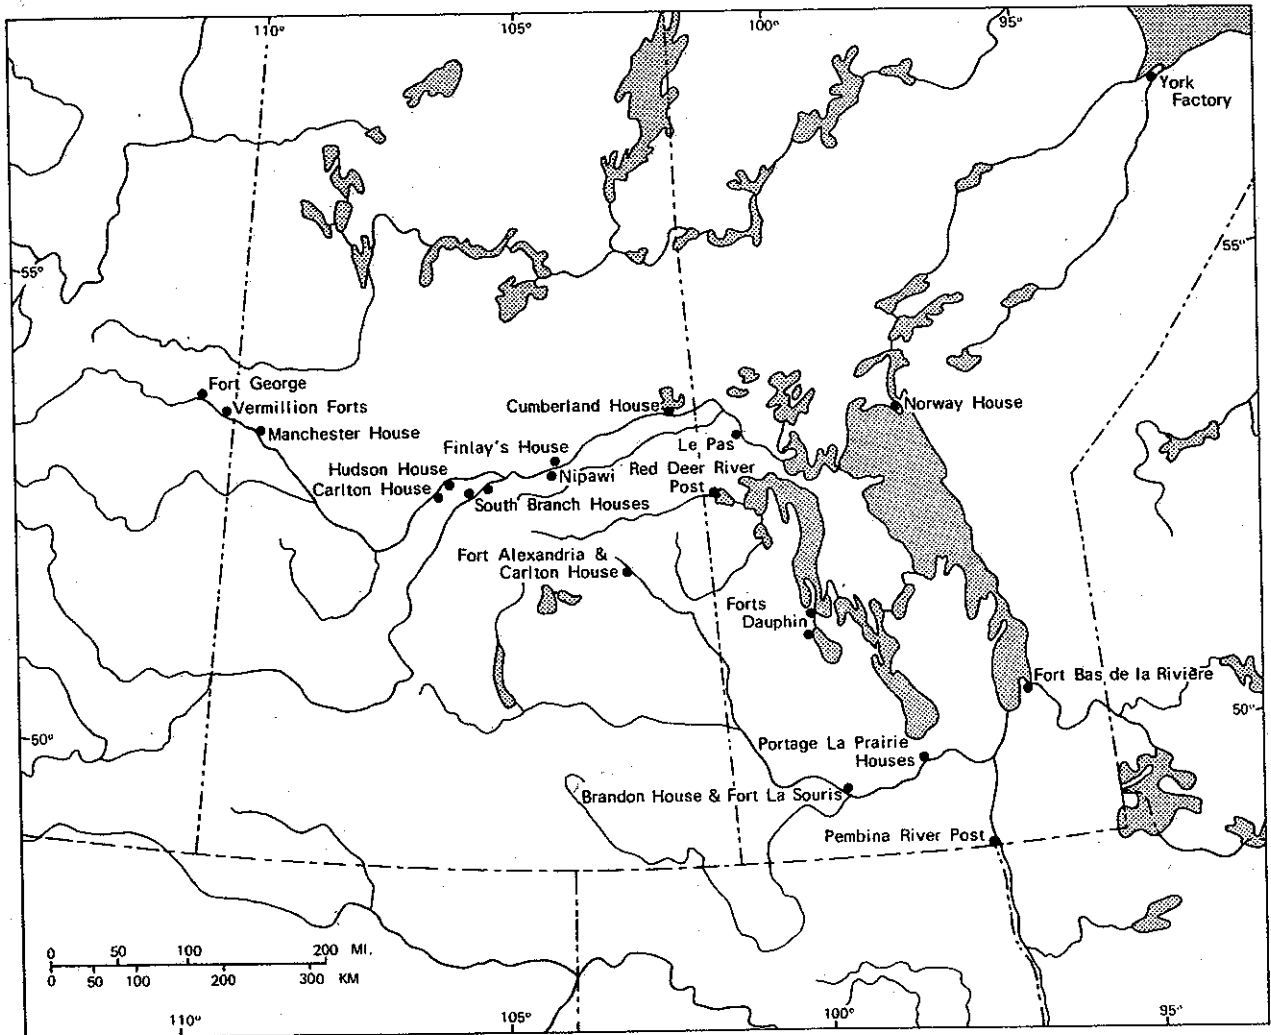 110°
105°
100°
95°
York
Factory
55°
55°
Fort George
Vermillion Forts
Manchester House
Cumberland House
Norway House
Le Pas
Finlay's House
Hudson House
Carlton House
Nipawi
Red Deer River
Post
South Branch Houses
Fort Alexandria &
Carlton House
Forts
Dauphin
Fort Bas de la Rivière
50°
50°
Portage La Prairie
Houses
Brandon House & Fort La Souris
Pembina River Post
0 50 100 200 MI.
0 50 100 200 300 KM
110°
105°
100°
95°